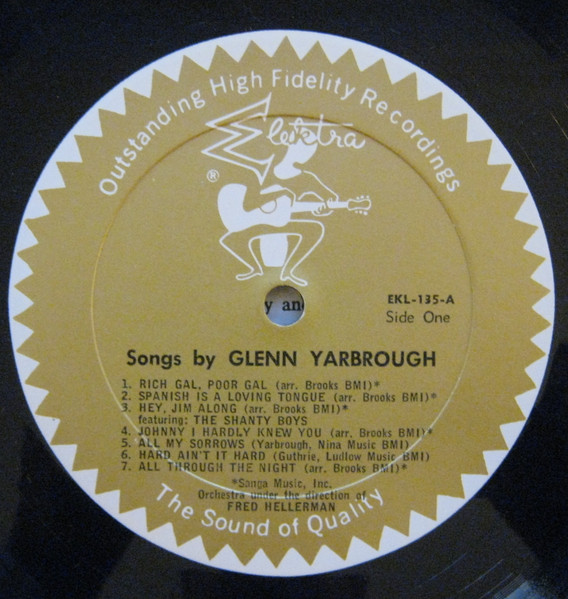 Outstanding High Fidelity Recordings
Elektra
®
y and
EKL-135-A
Side One
Songs by GLENN YARBROUGH
1. RICH GAL, POOR GAL (arr. Brooks BMI)*
2. SPANISH IS A LOVING TONGUE (arr. Brooks BMI)*
3. HEY, JIM ALONG (arr. Brooks BMI)*
featuring: THE SHANTY BOYS
4. JOHNNY I HARDLY KNEW YOU (arr. Brooks BMI)*
5. ALL MY SORROWS (Yarbrough, Nina Music BMI)
6. HARD AIN'T IT HARD (Guthrie, Ludlow Music BMI)
7. ALL THROUGH THE NIGHT (arr. Brooks BMI)*
*Sanga Music, Inc.
Orchestra under the direction of
FRED HELLERMAN
The Sound of Quality